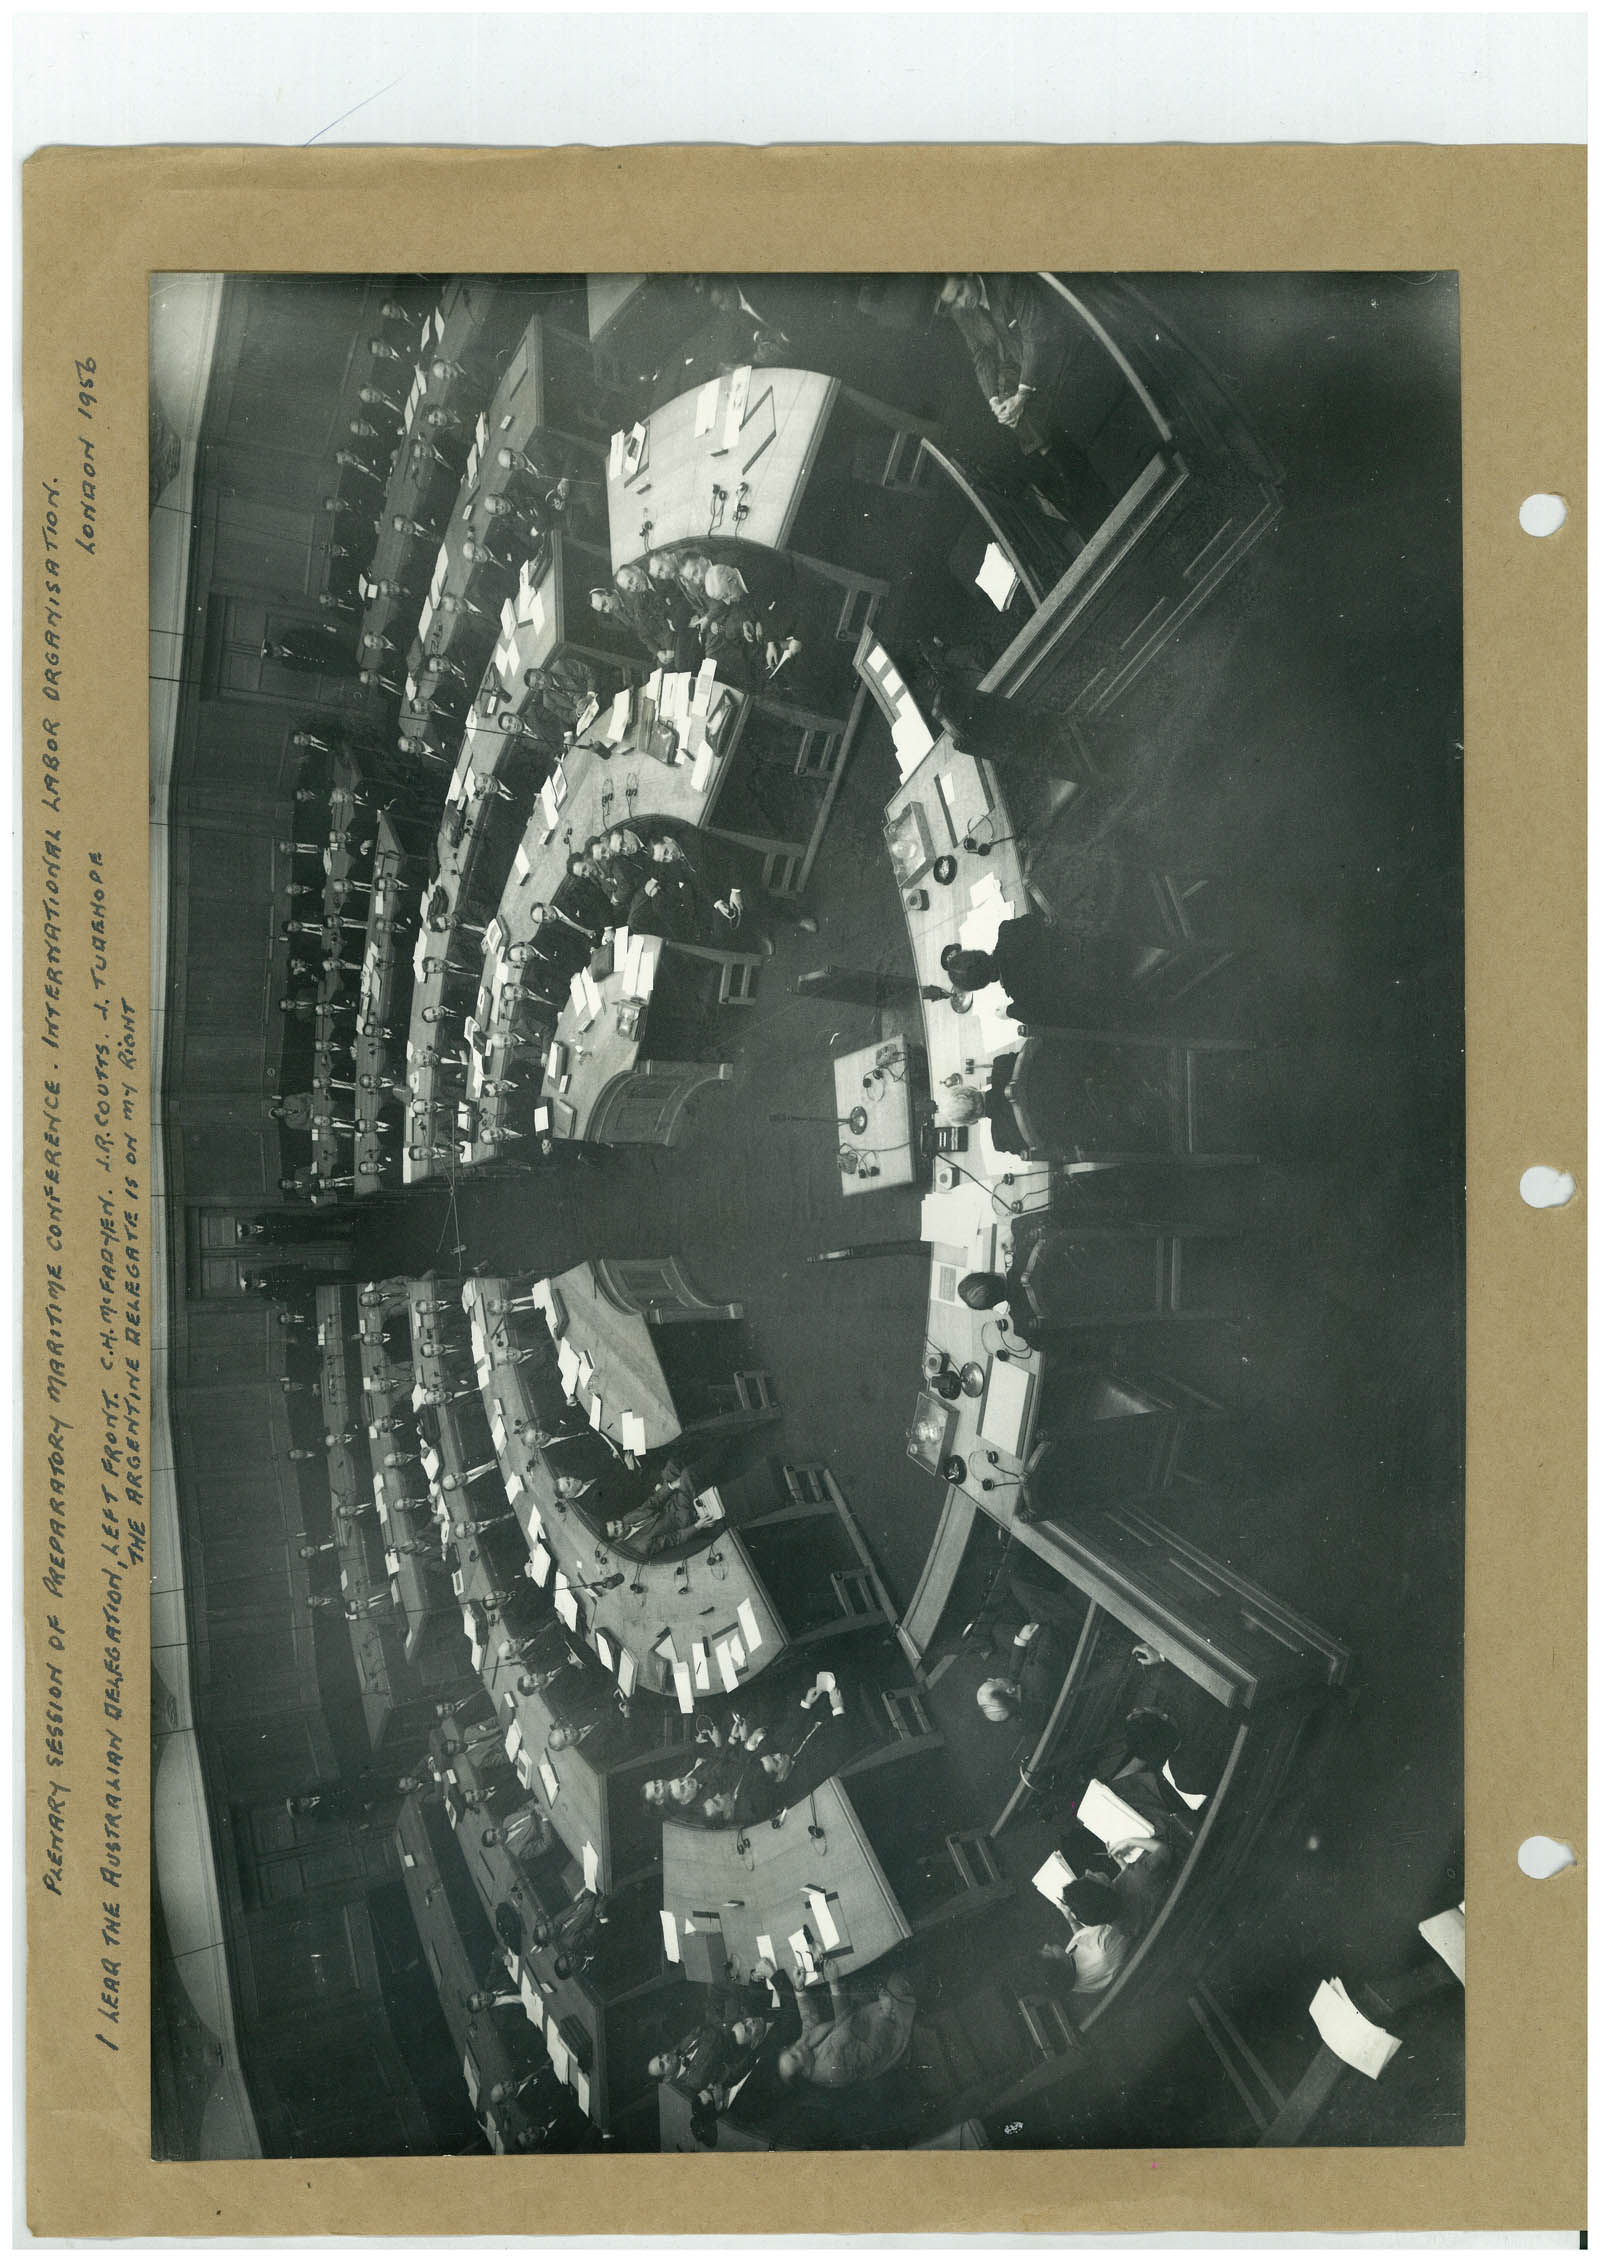 PLENARY SESSION OF PREPARATORY MARITIME CONFERENCE. INTERNATIONAL LABOR ORGANISATION.
LONDON 1956
I LEAD THE AUSTRALIAN DELEGATION, LEFT FRONT. C.H. McFADYEN. J.R. COUTTS. J. TUDEHOPE
THE ARGENTINE DELEGATE IS ON MY RIGHT